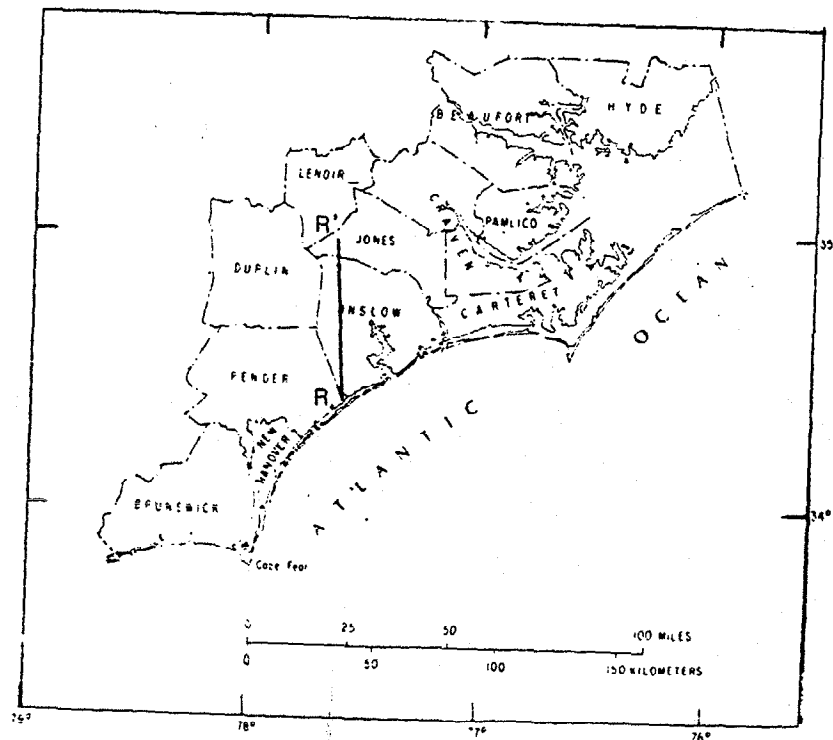 HYDE
BEAUFORT
LENOIR
PAMLICO
CRAVEN
R'
JONES
35
DUPLIN
CARTERET
NSLOW
OCEAN
PENDER
R
ATLANTIC
NEW
HANOVER
BRUNSWICK
34°
Cape Fear
0 25 50 100 MILES
0 50 100 150 KILOMETERS
78° 77° 76°